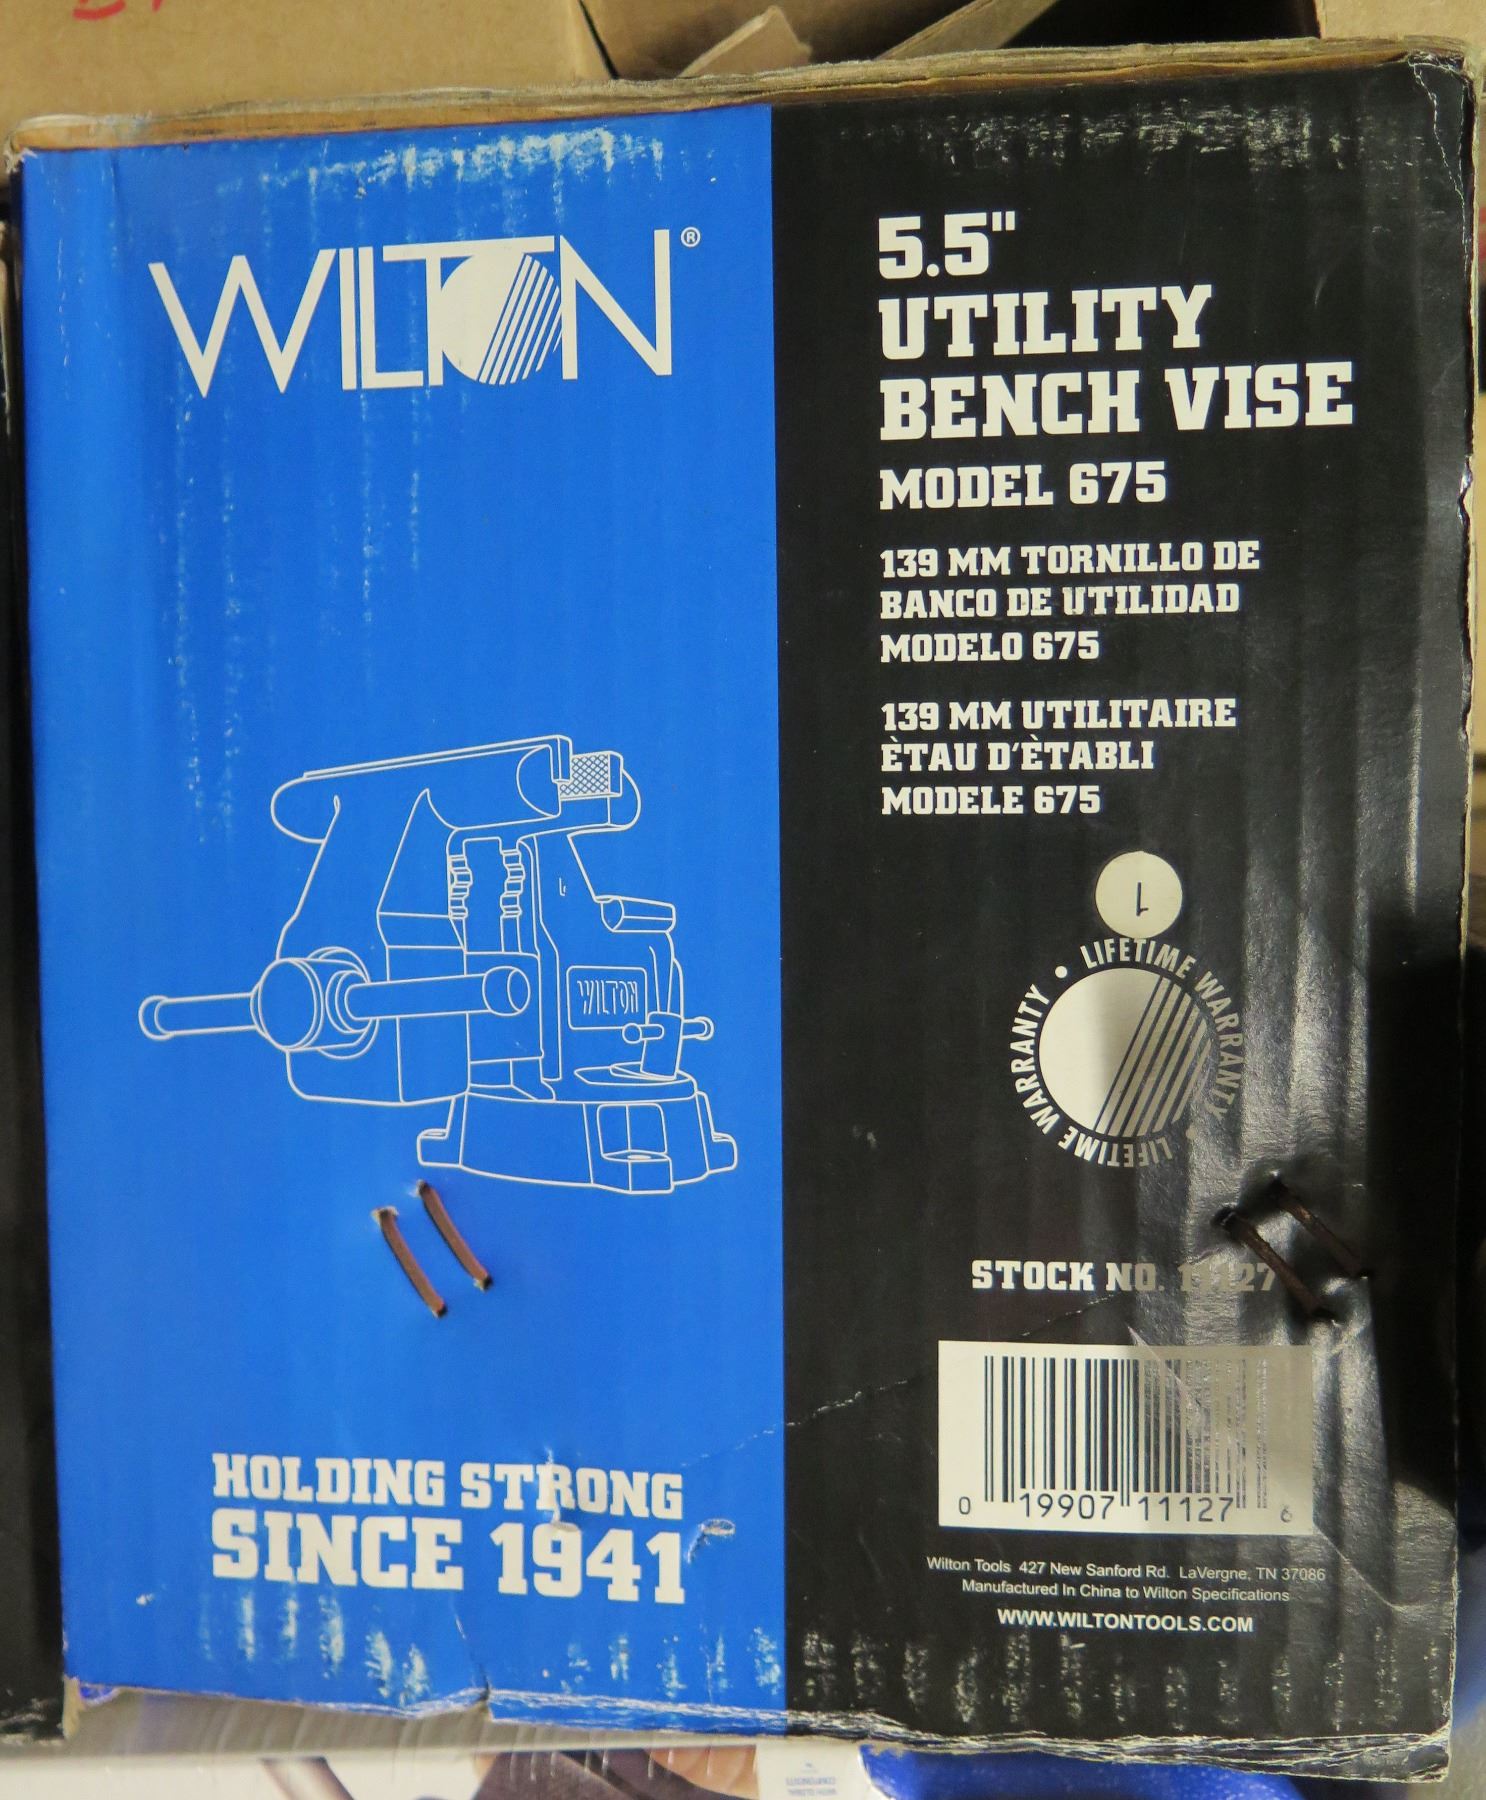 WILTON®
5.5"
UTILITY
BENCH VISE
MODEL 675
139 MM TORNILLO DE
BANCO DE UTILIDAD
MODELO 675
139 MM UTILITAIRE
ÈTAU D'ÈTABLI
MODELE 675
LIFETIME WARRANTY • LIFETIME WARRANTY •
WILTON
STOCK NO. 11127
0 19907 11127 6
HOLDING STRONG
SINCE 1941
Wilton Tools 427 New Sanford Rd. LaVergne, TN 37086
Manufactured In China to Wilton Specifications
WWW.WILTONTOOLS.COM